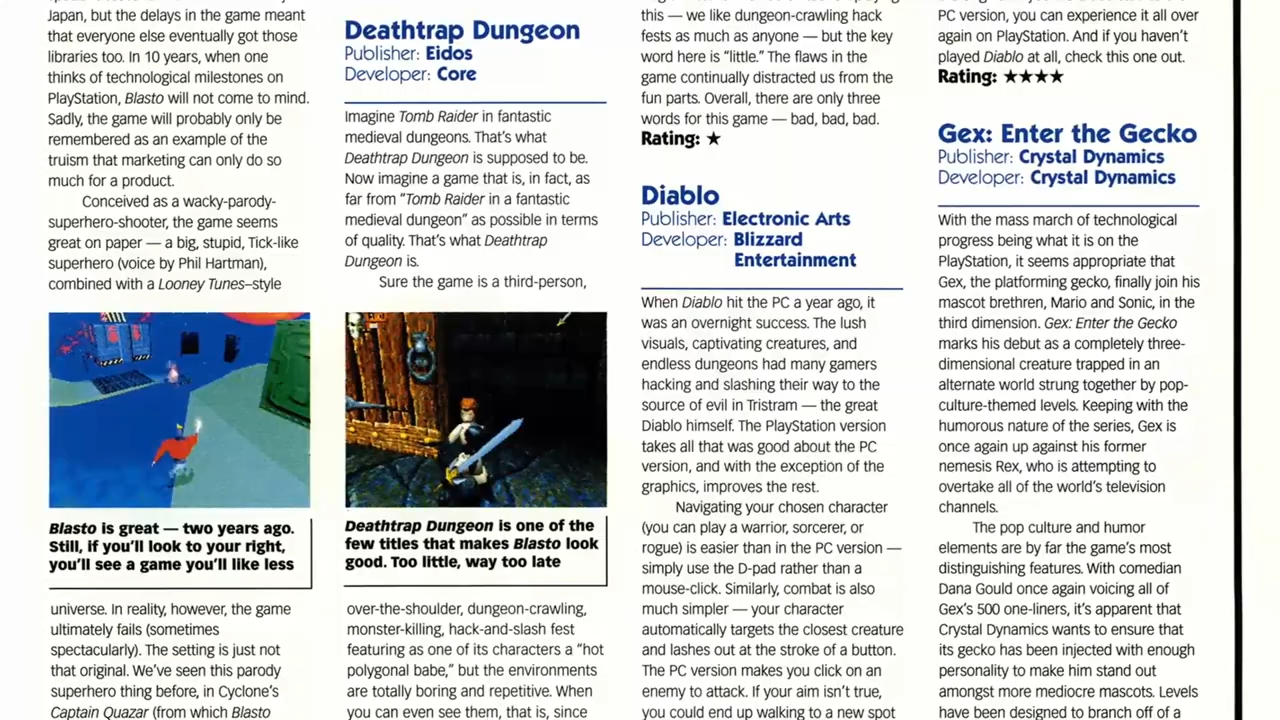 Japan, but the delays in the game meant
that everyone else eventually got those
libraries too. In 10 years, when one
thinks of technological milestones on
PlayStation, Blasto will not come to mind.
Sadly, the game will probably only be
remembered as an example of the
truism that marketing can only do so
much for a product.
Conceived as a wacky-parody-
superhero-shooter, the game seems
great on paper — a big, stupid, Tick-like
superhero (voice by Phil Hartman),
combined with a Looney Tunes–style
Blasto is great — two years ago.
Still, if you'll look to your right,
you'll see a game you'll like less
universe. In reality, however, the game
ultimately fails (sometimes
spectacularly). The setting is just not
that original. We've seen this parody
superhero thing before, in Cyclone's
Captain Quazar (from which Blasto
Deathtrap Dungeon
Publisher: Eidos
Developer: Core
Imagine Tomb Raider in fantastic
medieval dungeons. That's what
Deathtrap Dungeon is supposed to be.
Now imagine a game that is, in fact, as
far from "Tomb Raider in a fantastic
medieval dungeon" as possible in terms
of quality. That's what Deathtrap
Dungeon is.
Sure the game is a third-person,
Deathtrap Dungeon is one of the
few titles that makes Blasto look
good. Too little, way too late
over-the-shoulder, dungeon-crawling,
monster-killing, hack-and-slash fest
featuring as one of its characters a "hot
polygonal babe," but the environments
are totally boring and repetitive. When
you can even see them, that is, since
this — we like dungeon-crawling hack
fests as much as anyone — but the key
word here is "little." The flaws in the
game continually distracted us from the
fun parts. Overall, there are only three
words for this game — bad, bad, bad.
Rating: ★
Diablo
Publisher: Electronic Arts
Developer: Blizzard
Entertainment
When Diablo hit the PC a year ago, it
was an overnight success. The lush
visuals, captivating creatures, and
endless dungeons had many gamers
hacking and slashing their way to the
source of evil in Tristram — the great
Diablo himself. The PlayStation version
takes all that was good about the PC
version, and with the exception of the
graphics, improves the rest.
Navigating your chosen character
(you can play a warrior, sorcerer, or
rogue) is easier than in the PC version —
simply use the D-pad rather than a
mouse-click. Similarly, combat is also
much simpler — your character
automatically targets the closest creature
and lashes out at the stroke of a button.
The PC version makes you click on an
enemy to attack. If your aim isn't true,
you could end up walking to a new spot
PC version, you can experience it all over
again on PlayStation. And if you haven't
played Diablo at all, check this one out.
Rating: ★★★★
Gex: Enter the Gecko
Publisher: Crystal Dynamics
Developer: Crystal Dynamics
With the mass march of technological
progress being what it is on the
PlayStation, it seems appropriate that
Gex, the platforming gecko, finally join his
mascot brethren, Mario and Sonic, in the
third dimension. Gex: Enter the Gecko
marks his debut as a completely three-
dimensional creature trapped in an
alternate world strung together by pop-
culture-themed levels. Keeping with the
humorous nature of the series, Gex is
once again up against his former
nemesis Rex, who is attempting to
overtake all of the world's television
channels.
The pop culture and humor
elements are by far the game's most
distinguishing features. With comedian
Dana Gould once again voicing all of
Gex's 500 one-liners, it's apparent that
Crystal Dynamics wants to ensure that
its gecko has been injected with enough
personality to make him stand out
amongst more mediocre mascots. Levels
have been designed to branch off of a